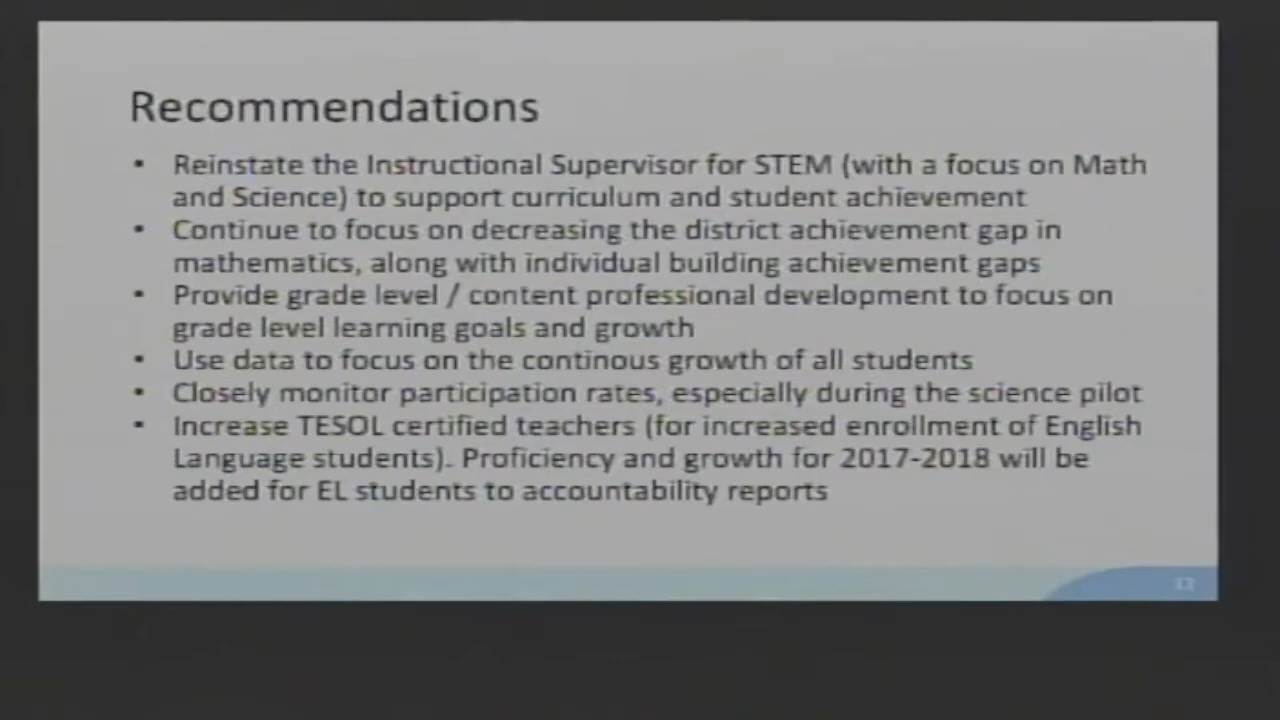 Recommendations
• Reinstate the Instructional Supervisor for STEM (with a focus on Math
and Science) to support curriculum and student achievement
• Continue to focus on decreasing the district achievement gap in
mathematics, along with individual building achievement gaps
• Provide grade level / content professional development to focus on
grade level learning goals and growth
• Use data to focus on the continous growth of all students
• Closely monitor participation rates, especially during the science pilot
• Increase TESOL certified teachers (for increased enrollment of English
Language students). Proficiency and growth for 2017-2018 will be
added for EL students to accountability reports